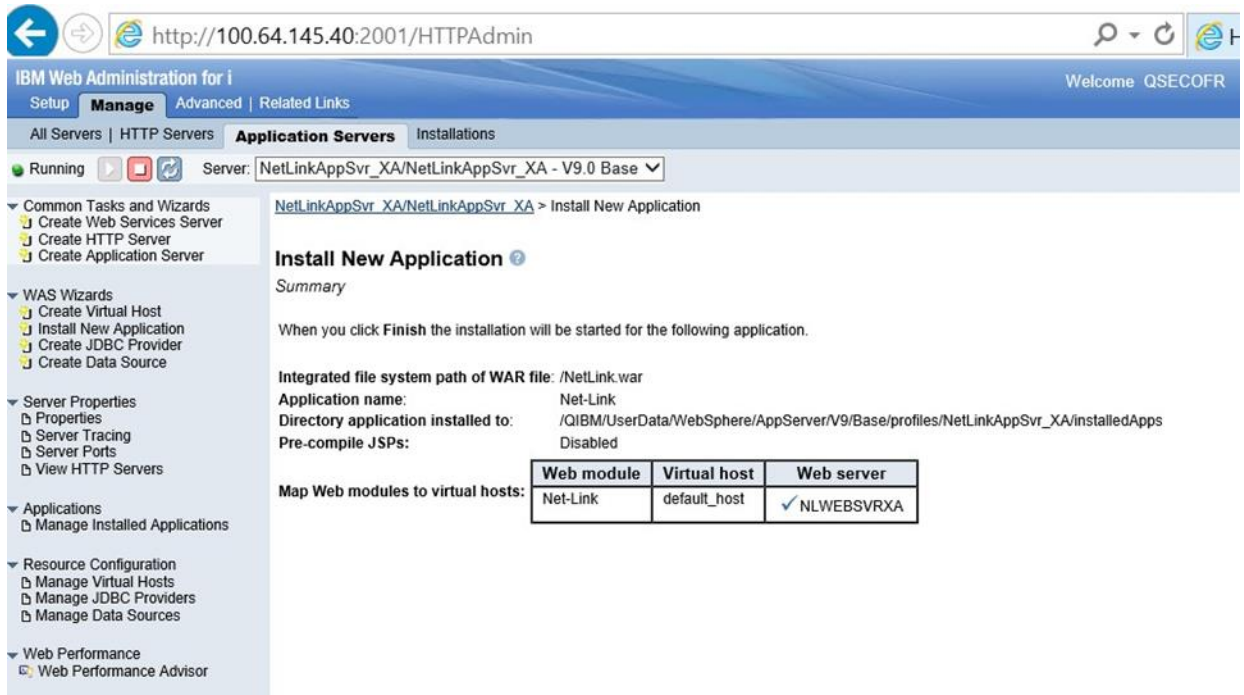 http://100.64.145.40:2001/HTTPAdmin
IBM Web Administration for i
Welcome QSECOFR
Setup Manage Advanced | Related Links
All Servers | HTTP Servers Application Servers Installations
Running Server: NetLinkAppSvr_XA/NetLinkAppSvr_XA - V9.0 Base
Common Tasks and Wizards
Create Web Services Server
Create HTTP Server
Create Application Server
WAS Wizards
Create Virtual Host
Install New Application
Create JDBC Provider
Create Data Source
Server Properties
Properties
Server Tracing
Server Ports
View HTTP Servers
Applications
Manage Installed Applications
Resource Configuration
Manage Virtual Hosts
Manage JDBC Providers
Manage Data Sources
Web Performance
Web Performance Advisor
NetLinkAppSvr_XA/NetLinkAppSvr_XA > Install New Application
Install New Application
Summary
When you click Finish the installation will be started for the following application.
Integrated file system path of WAR file: /NetLink.war
Application name: Net-Link
Directory application installed to: /QIBM/UserData/WebSphere/AppServer/V9/Base/profiles/NetLinkAppSvr_XA/installedApps
Pre-compile JSPs: Disabled
Map Web modules to virtual hosts:
Web module Virtual host Web server
Net-Link default_host NLWEBSVRXA